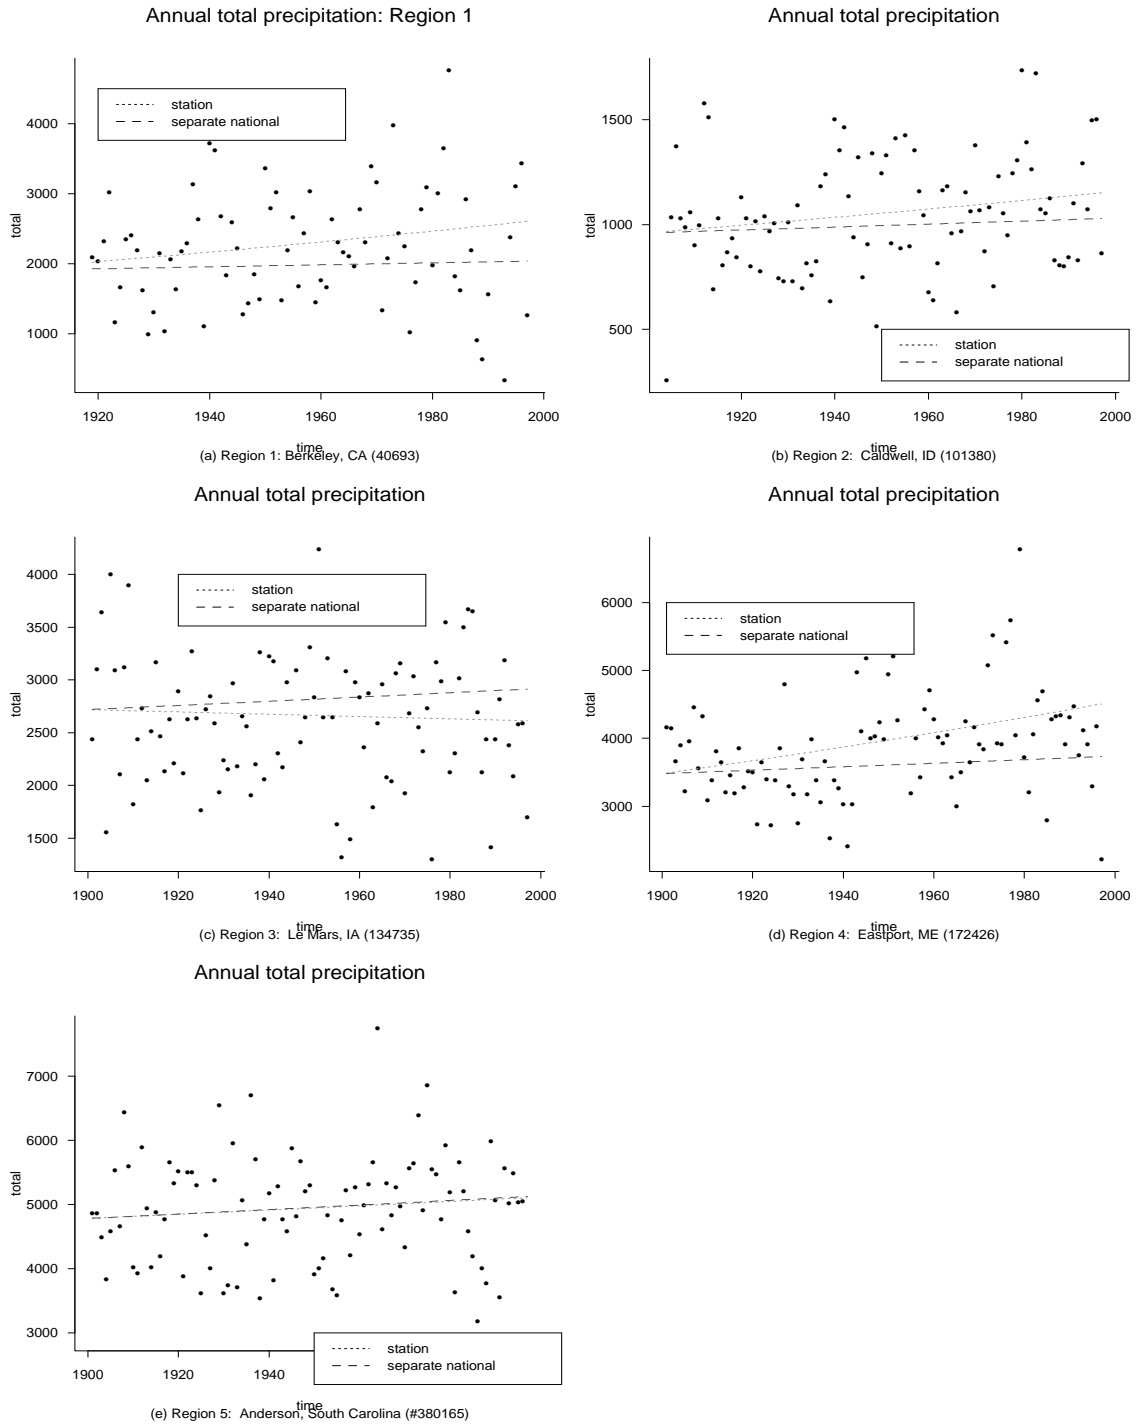 Annual total precipitation: Region 1
total
4000
3000
2000
1000
station
separate national
1920 1940 1960 1980 2000
time
(a) Region 1: Berkeley, CA (40693)
Annual total precipitation
total
1500
1000
500
station
separate national
1920 1940 1960 1980 2000
time
(b) Region 2: Caldwell, ID (101380)
Annual total precipitation
total
4000
3500
3000
2500
2000
1500
station
separate national
1900 1920 1940 1960 1980 2000
time
(c) Region 3: Le Mars, IA (134735)
Annual total precipitation
total
6000
5000
4000
3000
station
separate national
1900 1920 1940 1960 1980 2000
time
(d) Region 4: Eastport, ME (172426)
Annual total precipitation
total
7000
6000
5000
4000
3000
station
separate national
1900 1920 1940
time
(e) Region 5: Anderson, South Carolina (#380165)